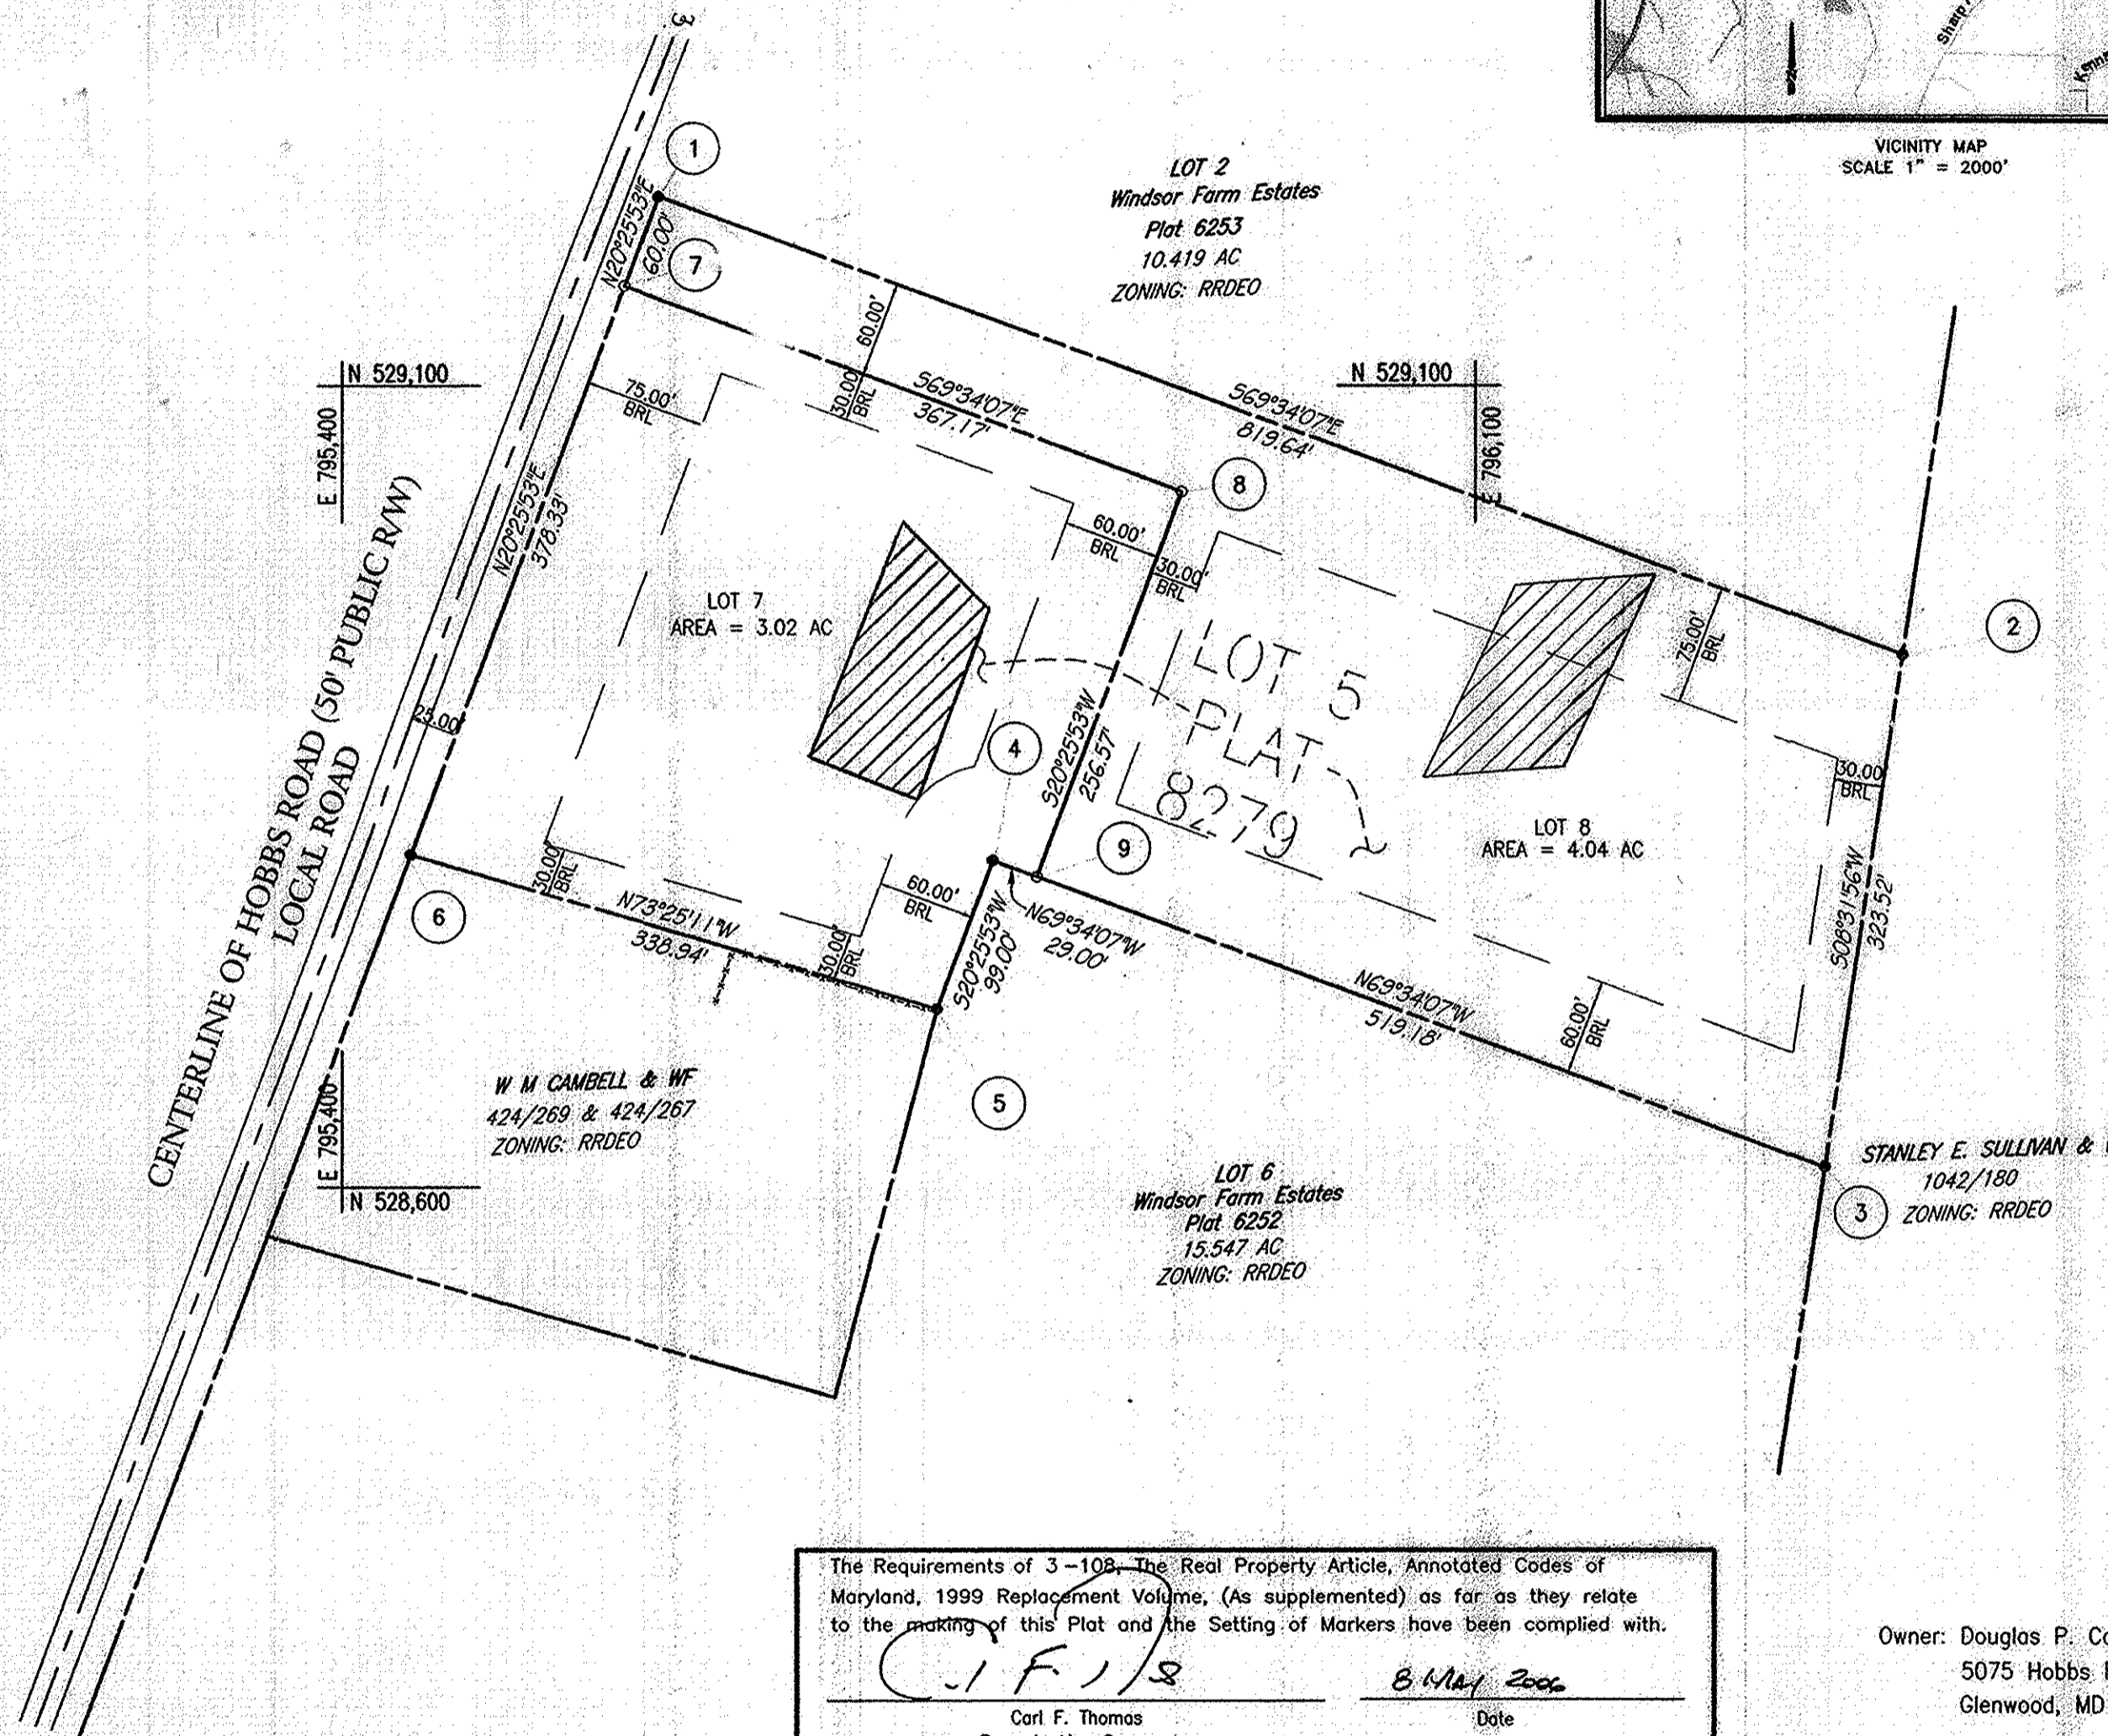 Sharp
VICINITY MAP
SCALE 1" = 2000'
1
LOT 2
Windsor Farm Estates
Plat 6253
10.419 AC
ZONING: RRDEO
N20°25'53"E
60.00'
7
60.00'
N 529,100
E 795,400
75.00'
BRL
30.00'
BRL
S69°34'07"E
367.17'
S69°34'07"E
819.64'
N 529,100
E 796,100
8
N20°25'53"E
378.33'
60.00'
BRL
30.00'
BRL
LOT 7
AREA = 3.02 AC
2
75.00'
BRL
LOT 5
PLAT
8279
25.00'
4
S20°25'53"W
256.57'
30.00
BRL
9
LOT 8
AREA = 4.04 AC
CENTERLINE OF HOBBS ROAD (50' PUBLIC R/W)
LOCAL ROAD
30.00'
BRL
6
N73°25'11"W
338.94'
60.00'
BRL
30.00'
BRL
S20°25'53"W
99.00'
N69°34'07"W
29.00'
S08°31'56"W
323.52'
N69°34'07"W
519.18'
60.00'
BRL
W M CAMBELL & WF
424/269 & 424/267
ZONING: RRDEO
5
E 795,400
N 528,600
LOT 6
Windsor Farm Estates
Plat 6252
15.547 AC
ZONING: RRDEO
STANLEY E. SULLIVAN &
1042/180
3
ZONING: RRDEO
The Requirements of 3-108, The Real Property Article, Annotated Codes of
Maryland, 1999 Replacement Volume, (As supplemented) as far as they relate
to the making of this Plat and the Setting of Markers have been complied with.
8 MAY 2006
Carl F. Thomas
Date
Owner: Douglas P.
5075 Hobbs
Glenwood, MD